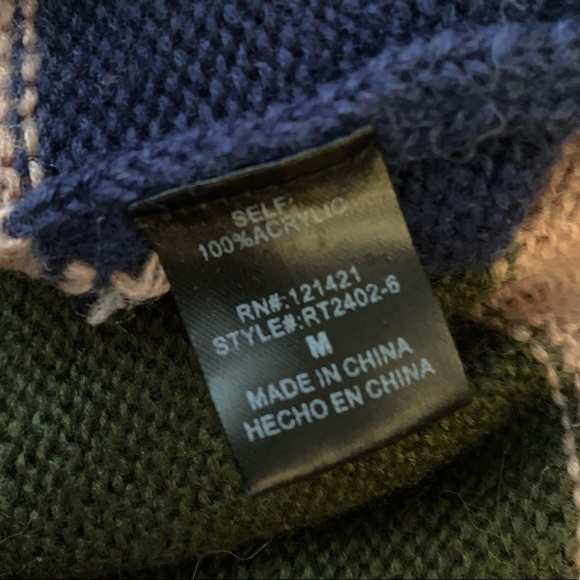 SELF:
100%ACRYLIC
RN#:121421
STYLE#:RT2402-6
M
MADE IN CHINA
HECHO EN CHINA